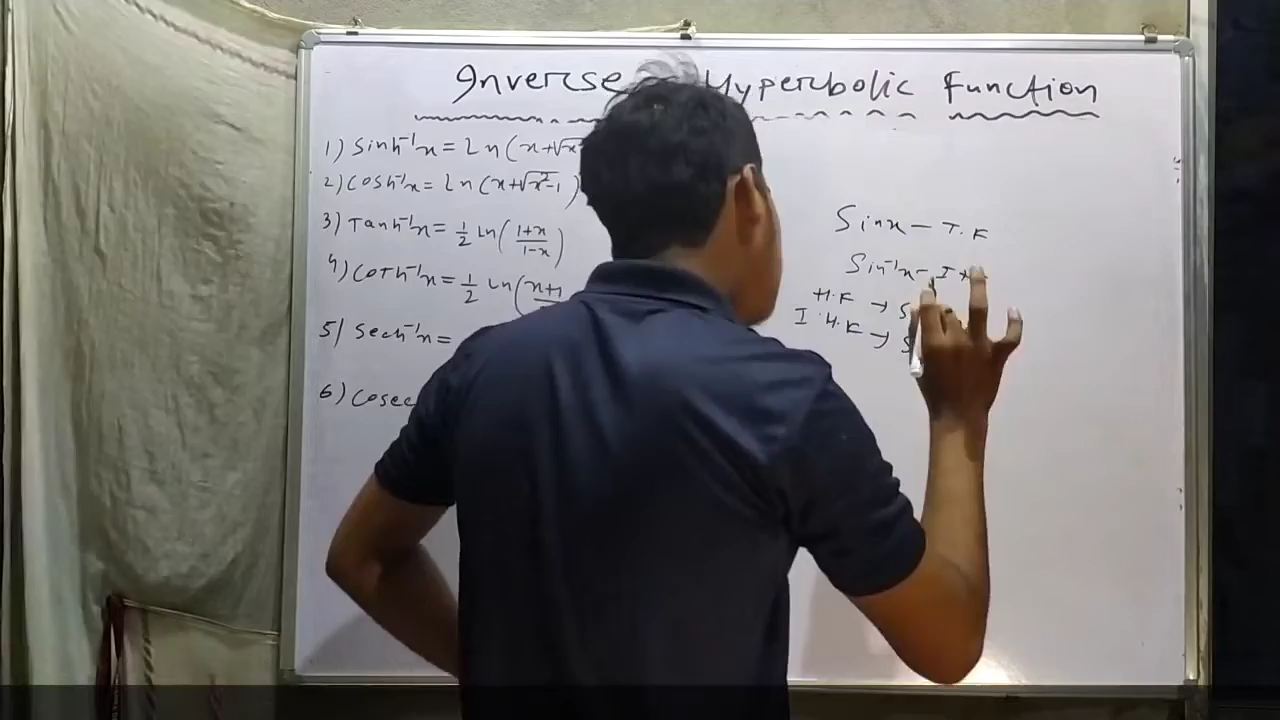 Inverse Hyperbolic Function
1) Sinh⁻¹x = Ln(x+√x
2) Cosh⁻¹x = Ln(x+√x²-1)
3) Tanh⁻¹x = 1/2 Ln(1+x/1-x)
4) Coth⁻¹x = 1/2 Ln(x+1
5) Sech⁻¹x =
6) Cosec
Sinx - T.F
Sin⁻¹x - I
H.F → S
I.H.F → S